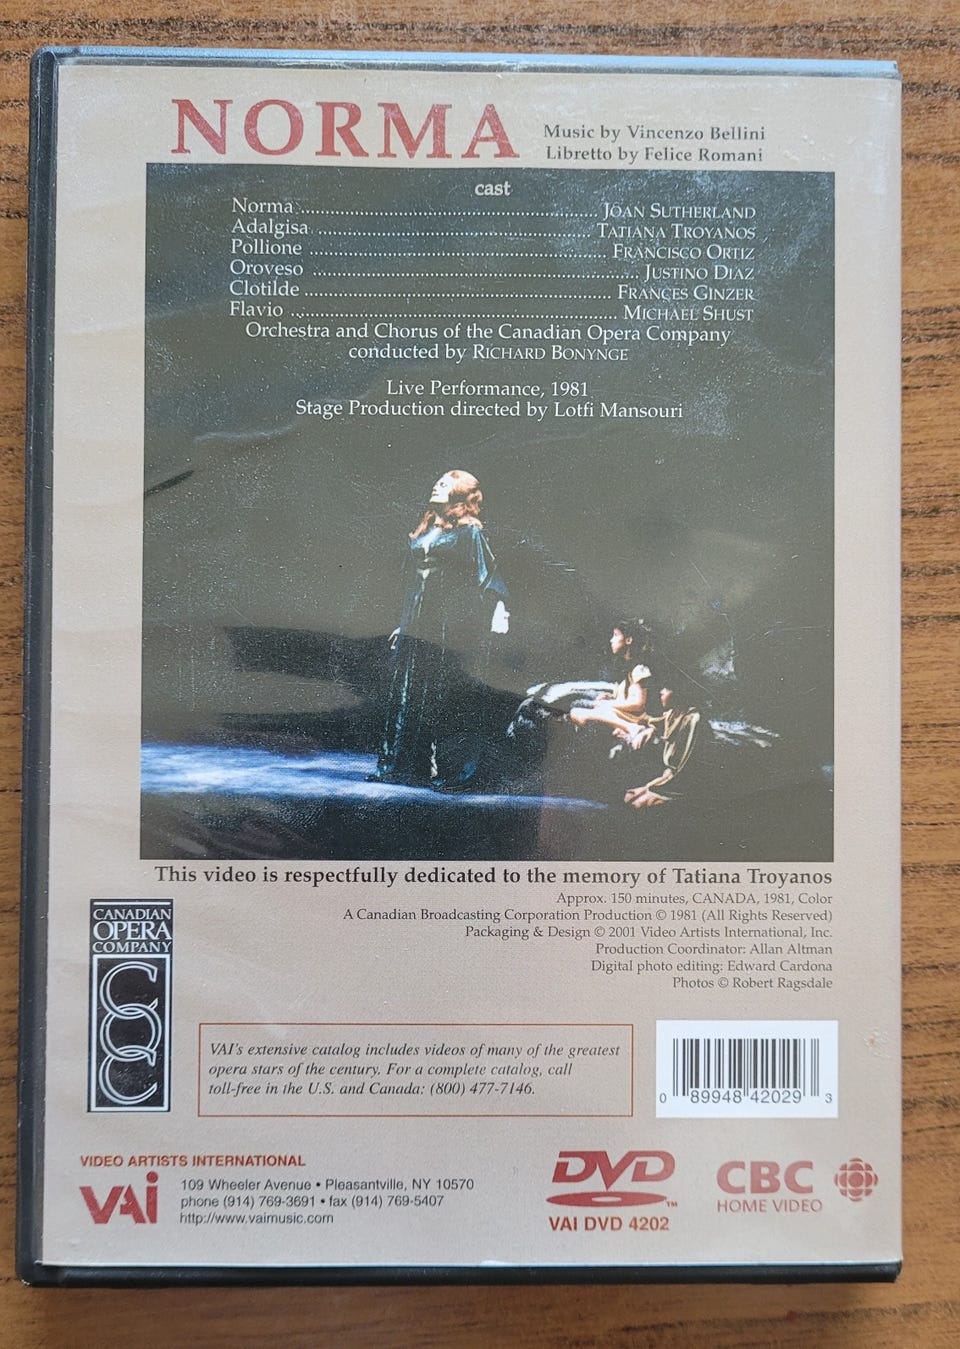 NORMA
Music by Vincenzo Bellini
Libretto by Felice Romani
cast
Norma ............................................................ JOAN SUTHERLAND
Adalgisa ........................................................ TATIANA TROYANOS
Pollione ............................................................ FRANCISCO ORTIZ
Oroveso ................................................................ JUSTINO DIAZ
Clotilde ............................................................ FRANCES GINZER
Flavio ................................................................ MICHAEL SHUST
Orchestra and Chorus of the Canadian Opera Company
conducted by RICHARD BONYNGE
Live Performance, 1981
Stage Production directed by Lotfi Mansouri
This video is respectfully dedicated to the memory of Tatiana Troyanos
Approx. 150 minutes, CANADA, 1981, Color
A Canadian Broadcasting Corporation Production © 1981 (All Rights Reserved)
Packaging & Design © 2001 Video Artists International, Inc.
Production Coordinator: Allan Altman
Digital photo editing: Edward Cardona
Photos © Robert Ragsdale
CANADIAN
OPERA
COMPANY
COC
VAI's extensive catalog includes videos of many of the greatest
opera stars of the century. For a complete catalog, call
toll-free in the U.S. and Canada: (800) 477-7146.
0 89948 42029 3
VIDEO ARTISTS INTERNATIONAL
VAI
109 Wheeler Avenue • Pleasantville, NY 10570
phone (914) 769-3691 • fax (914) 769-5407
http://www.vaimusic.com
DVD™
VAI DVD 4202
CBC
HOME VIDEO